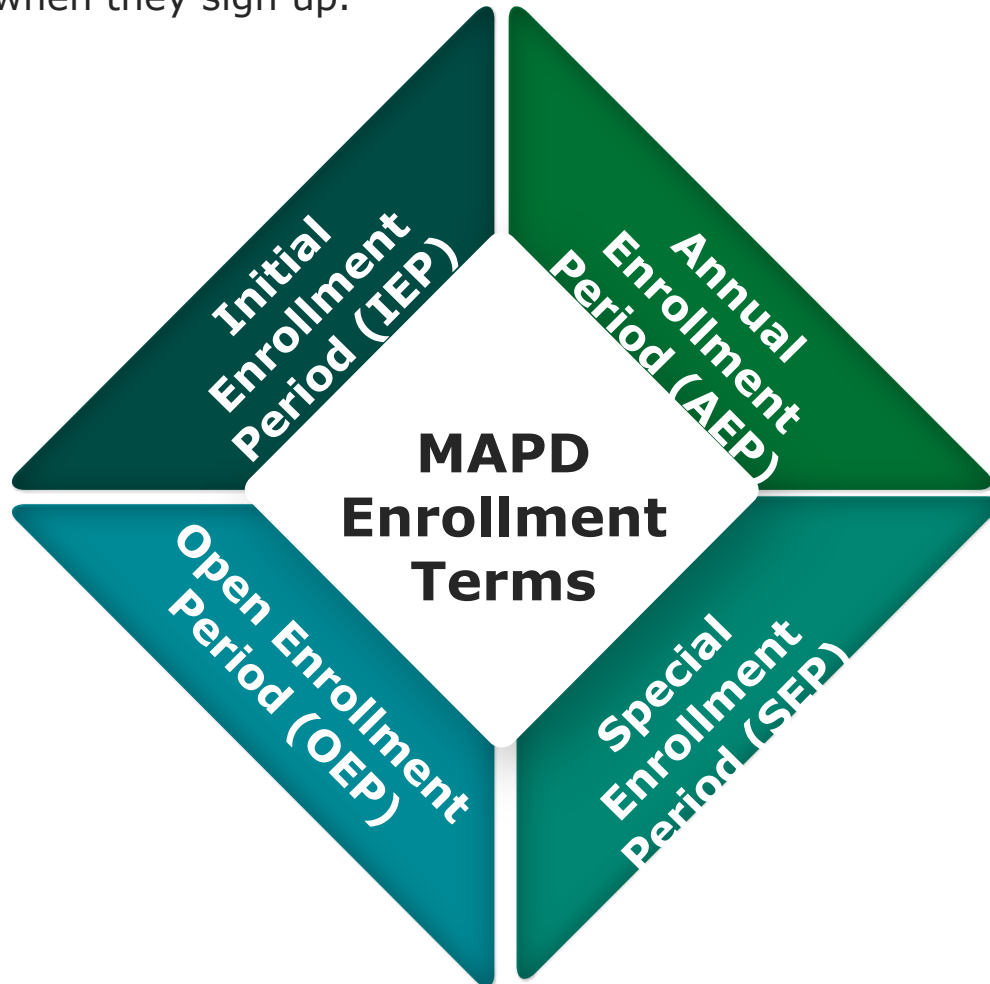 when they sign up.
Initial
Enrollment
Period (IEP)
Annual
Enrollment
Period (AEP)
MAPD
Enrollment
Terms
Open Enrollment
Period (OEP)
Special
Enrollment
Period (SEP)